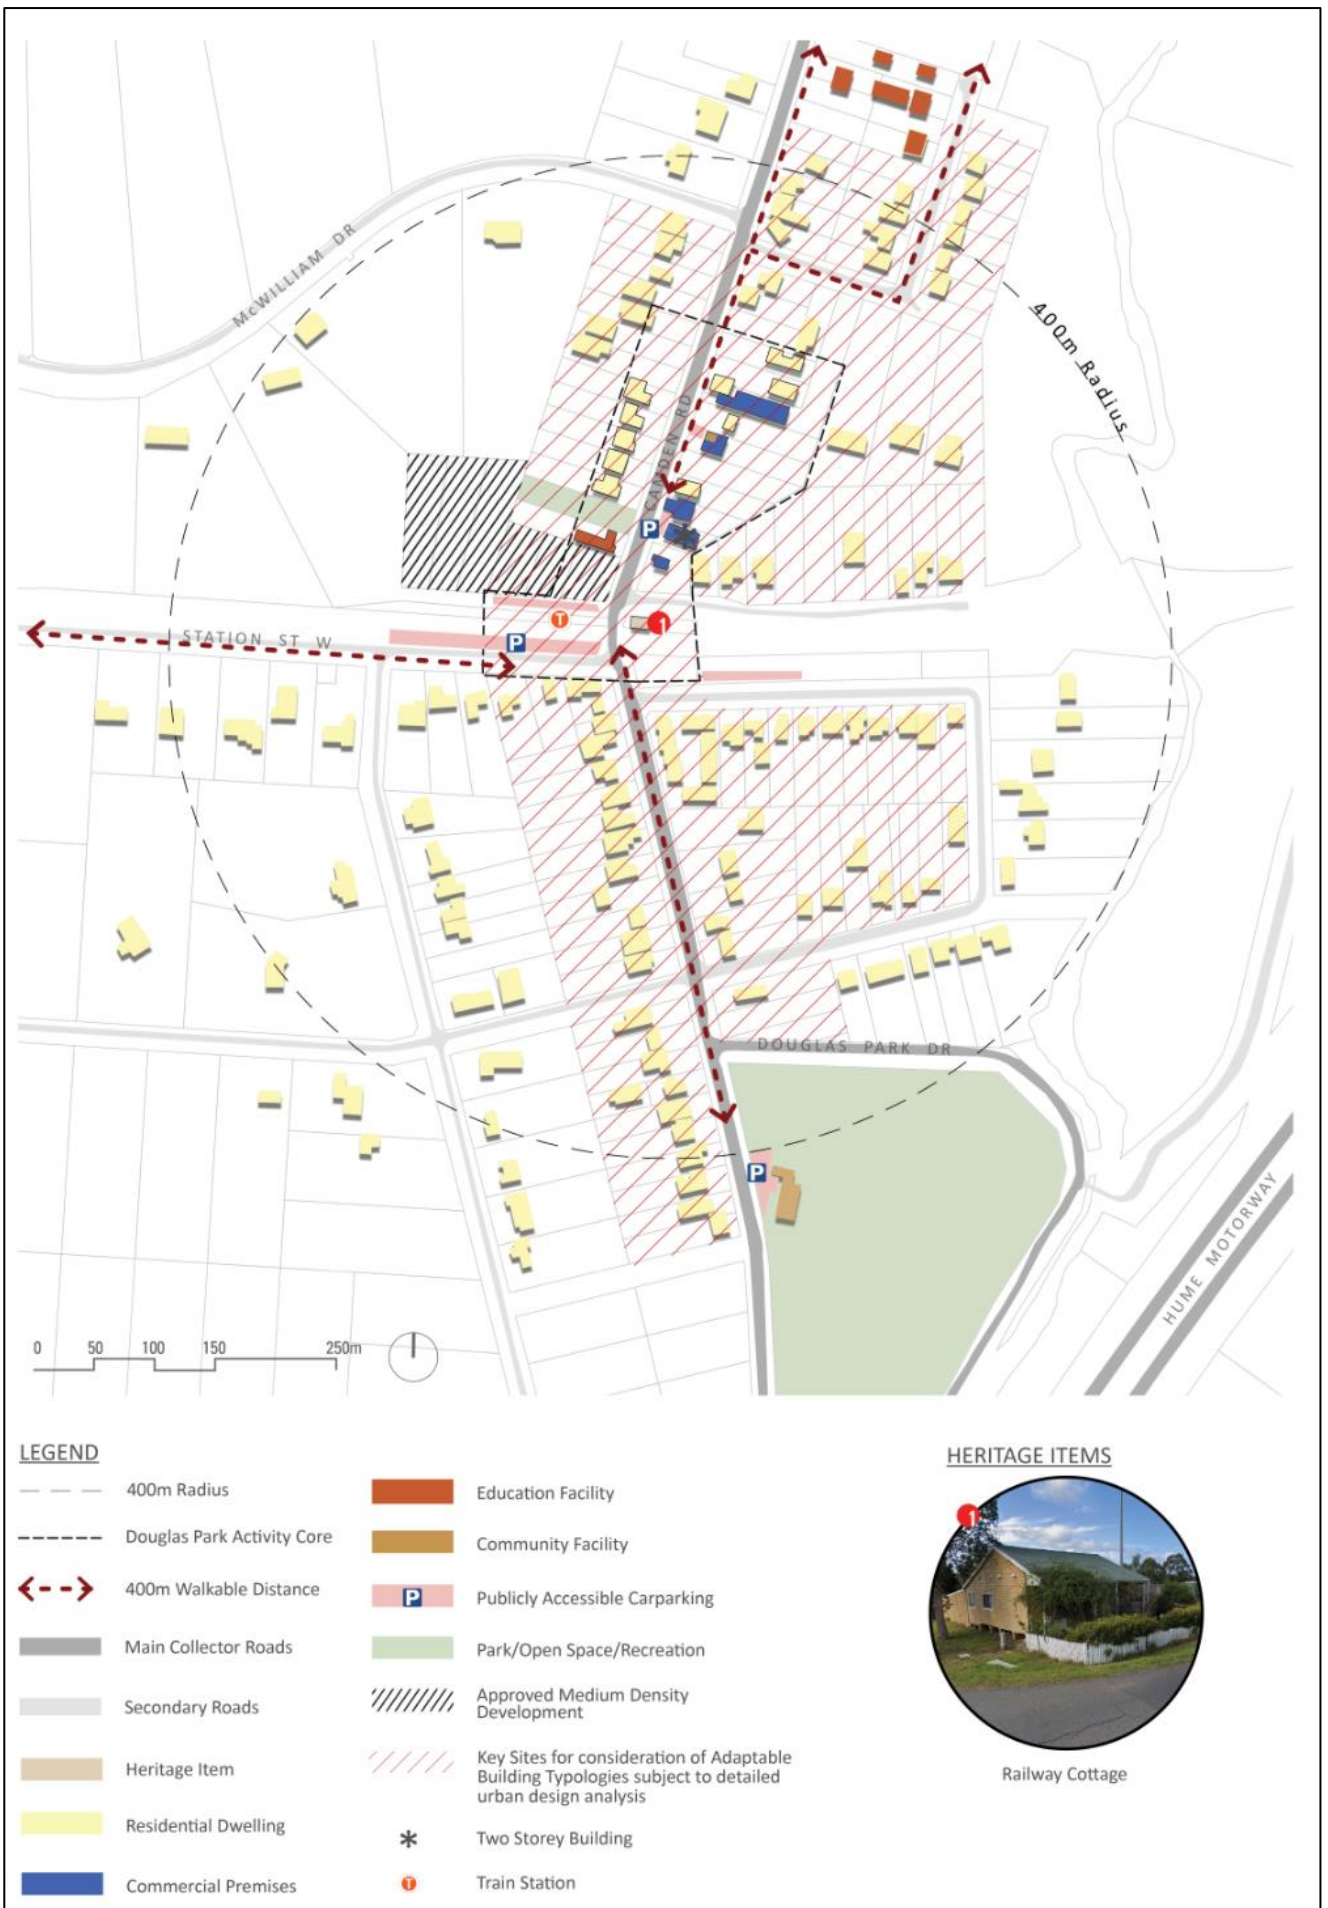 McWILLIAM DR
400m Radius
CAMDEN RD
P
T
1
STATION ST W
P
DOUGLAS PARK DR
P
HUME MOTORWAY
0 50 100 150 250m
LEGEND
400m Radius
Douglas Park Activity Core
400m Walkable Distance
Main Collector Roads
Secondary Roads
Heritage Item
Residential Dwelling
Commercial Premises
Education Facility
Community Facility
P
Publicly Accessible Carparking
Park/Open Space/Recreation
Approved Medium Density
Development
Key Sites for consideration of Adaptable
Building Typologies subject to detailed
urban design analysis
Two Storey Building
T
Train Station
HERITAGE ITEMS
1
Railway Cottage